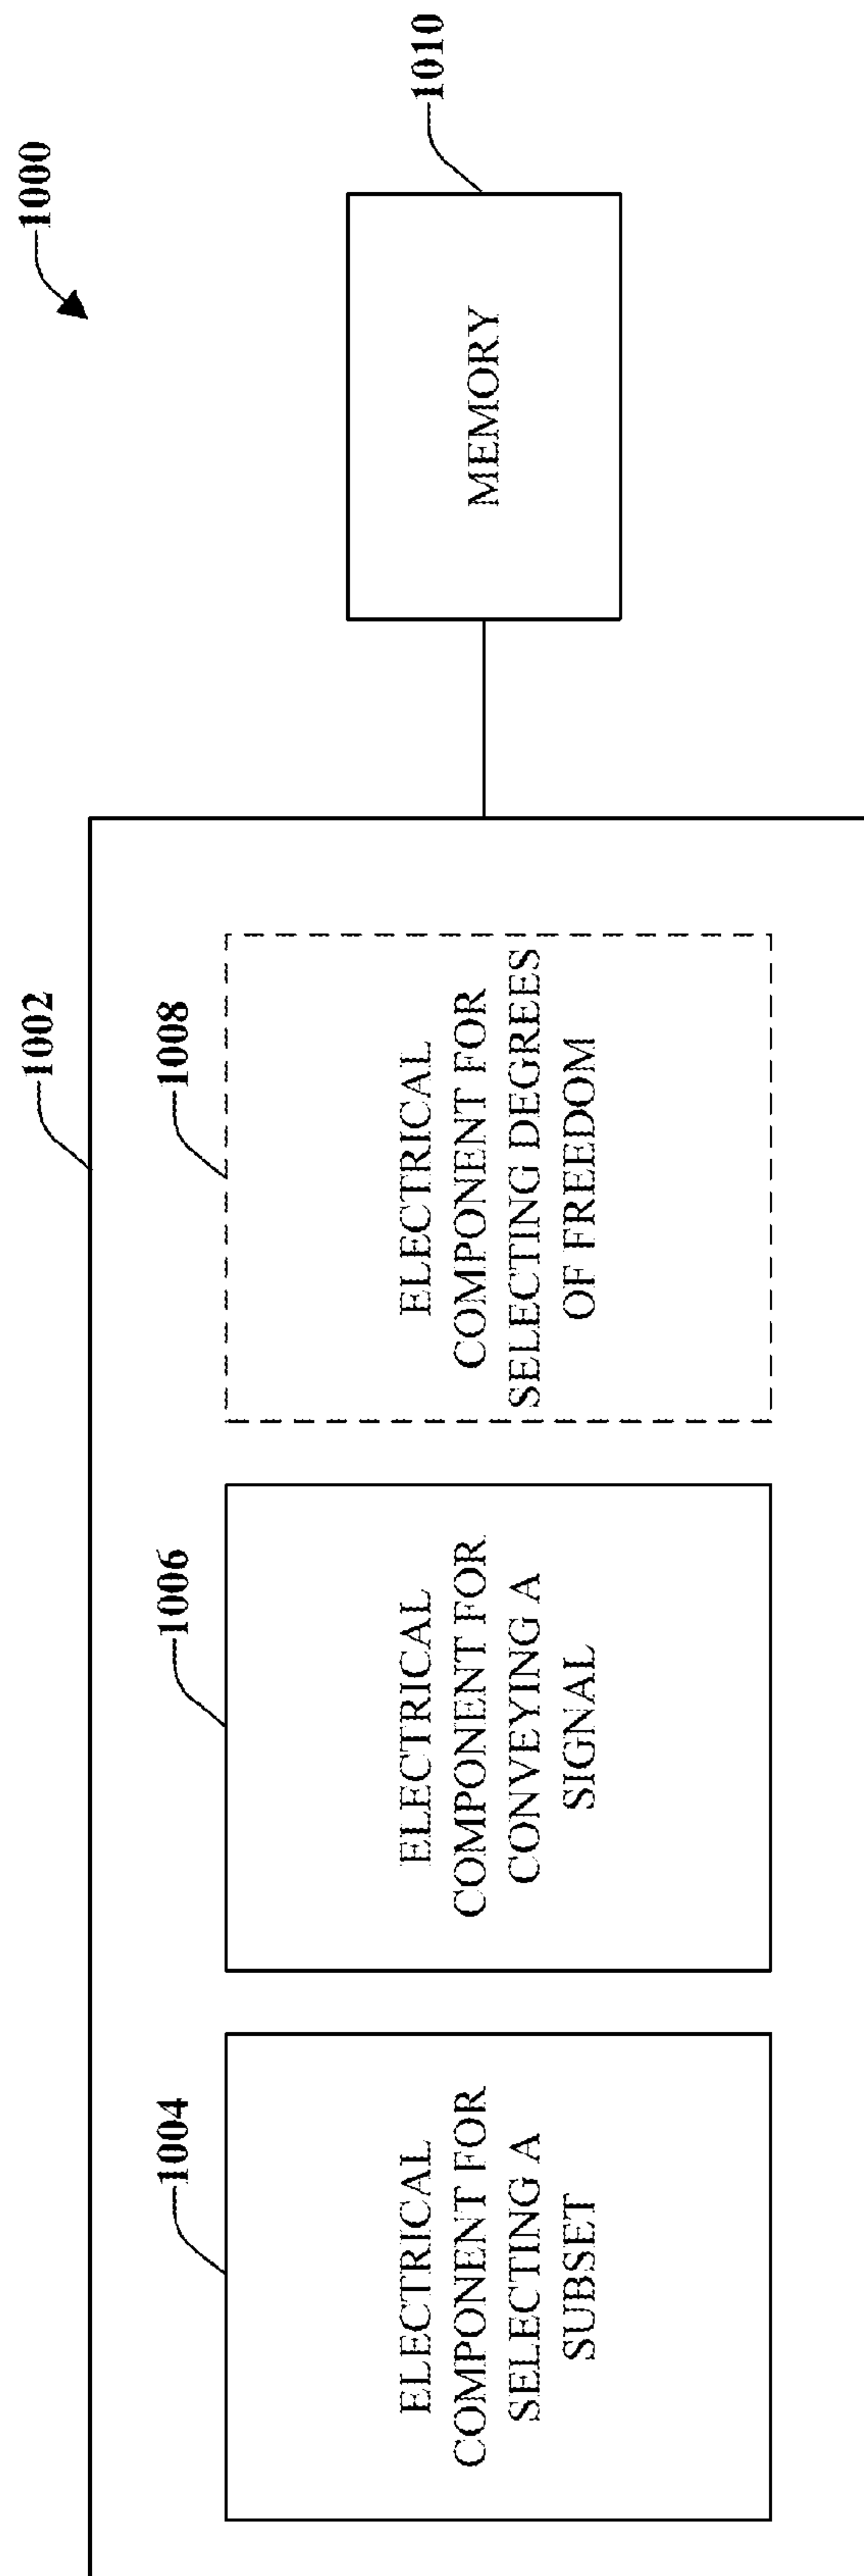 1000
1002
1010
1004
ELECTRICAL
COMPONENT FOR
SELECTING A
SUBSET
1006
ELECTRICAL
COMPONENT FOR
CONVEYING A
SIGNAL
1008
ELECTRICAL
COMPONENT FOR
SELECTING DEGREES
OF FREEDOM
MEMORY